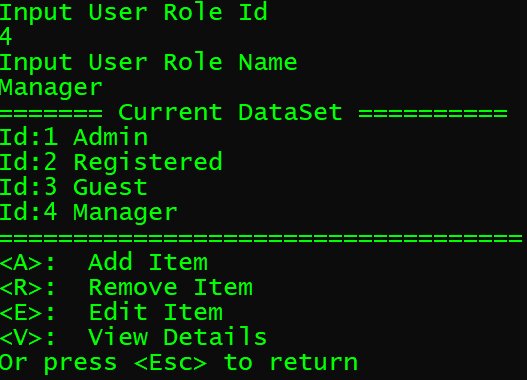 Input User Role Id
4
Input User Role Name
Manager
======= Current DataSet ==========
Id:1 Admin
Id:2 Registered
Id:3 Guest
Id:4 Manager
===================================
<A>:  Add Item
<R>:  Remove Item
<E>:  Edit Item
<V>:  View Details
Or press <Esc> to return